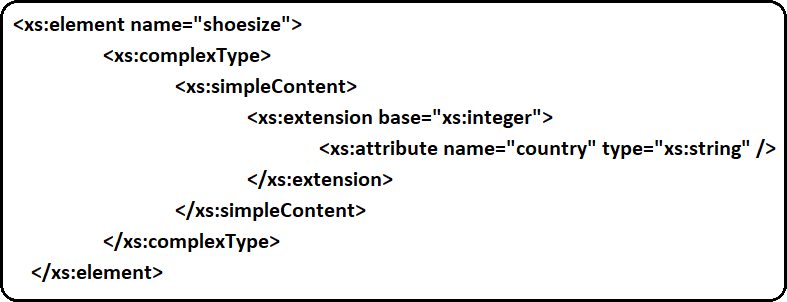 <xs:element name="shoesize">
<xs:complexType>
<xs:simpleContent>
<xs:extension base="xs:integer">
<xs:attribute name="country" type="xs:string" />
</xs:extension>
</xs:simpleContent>
</xs:complexType>
</xs:element>